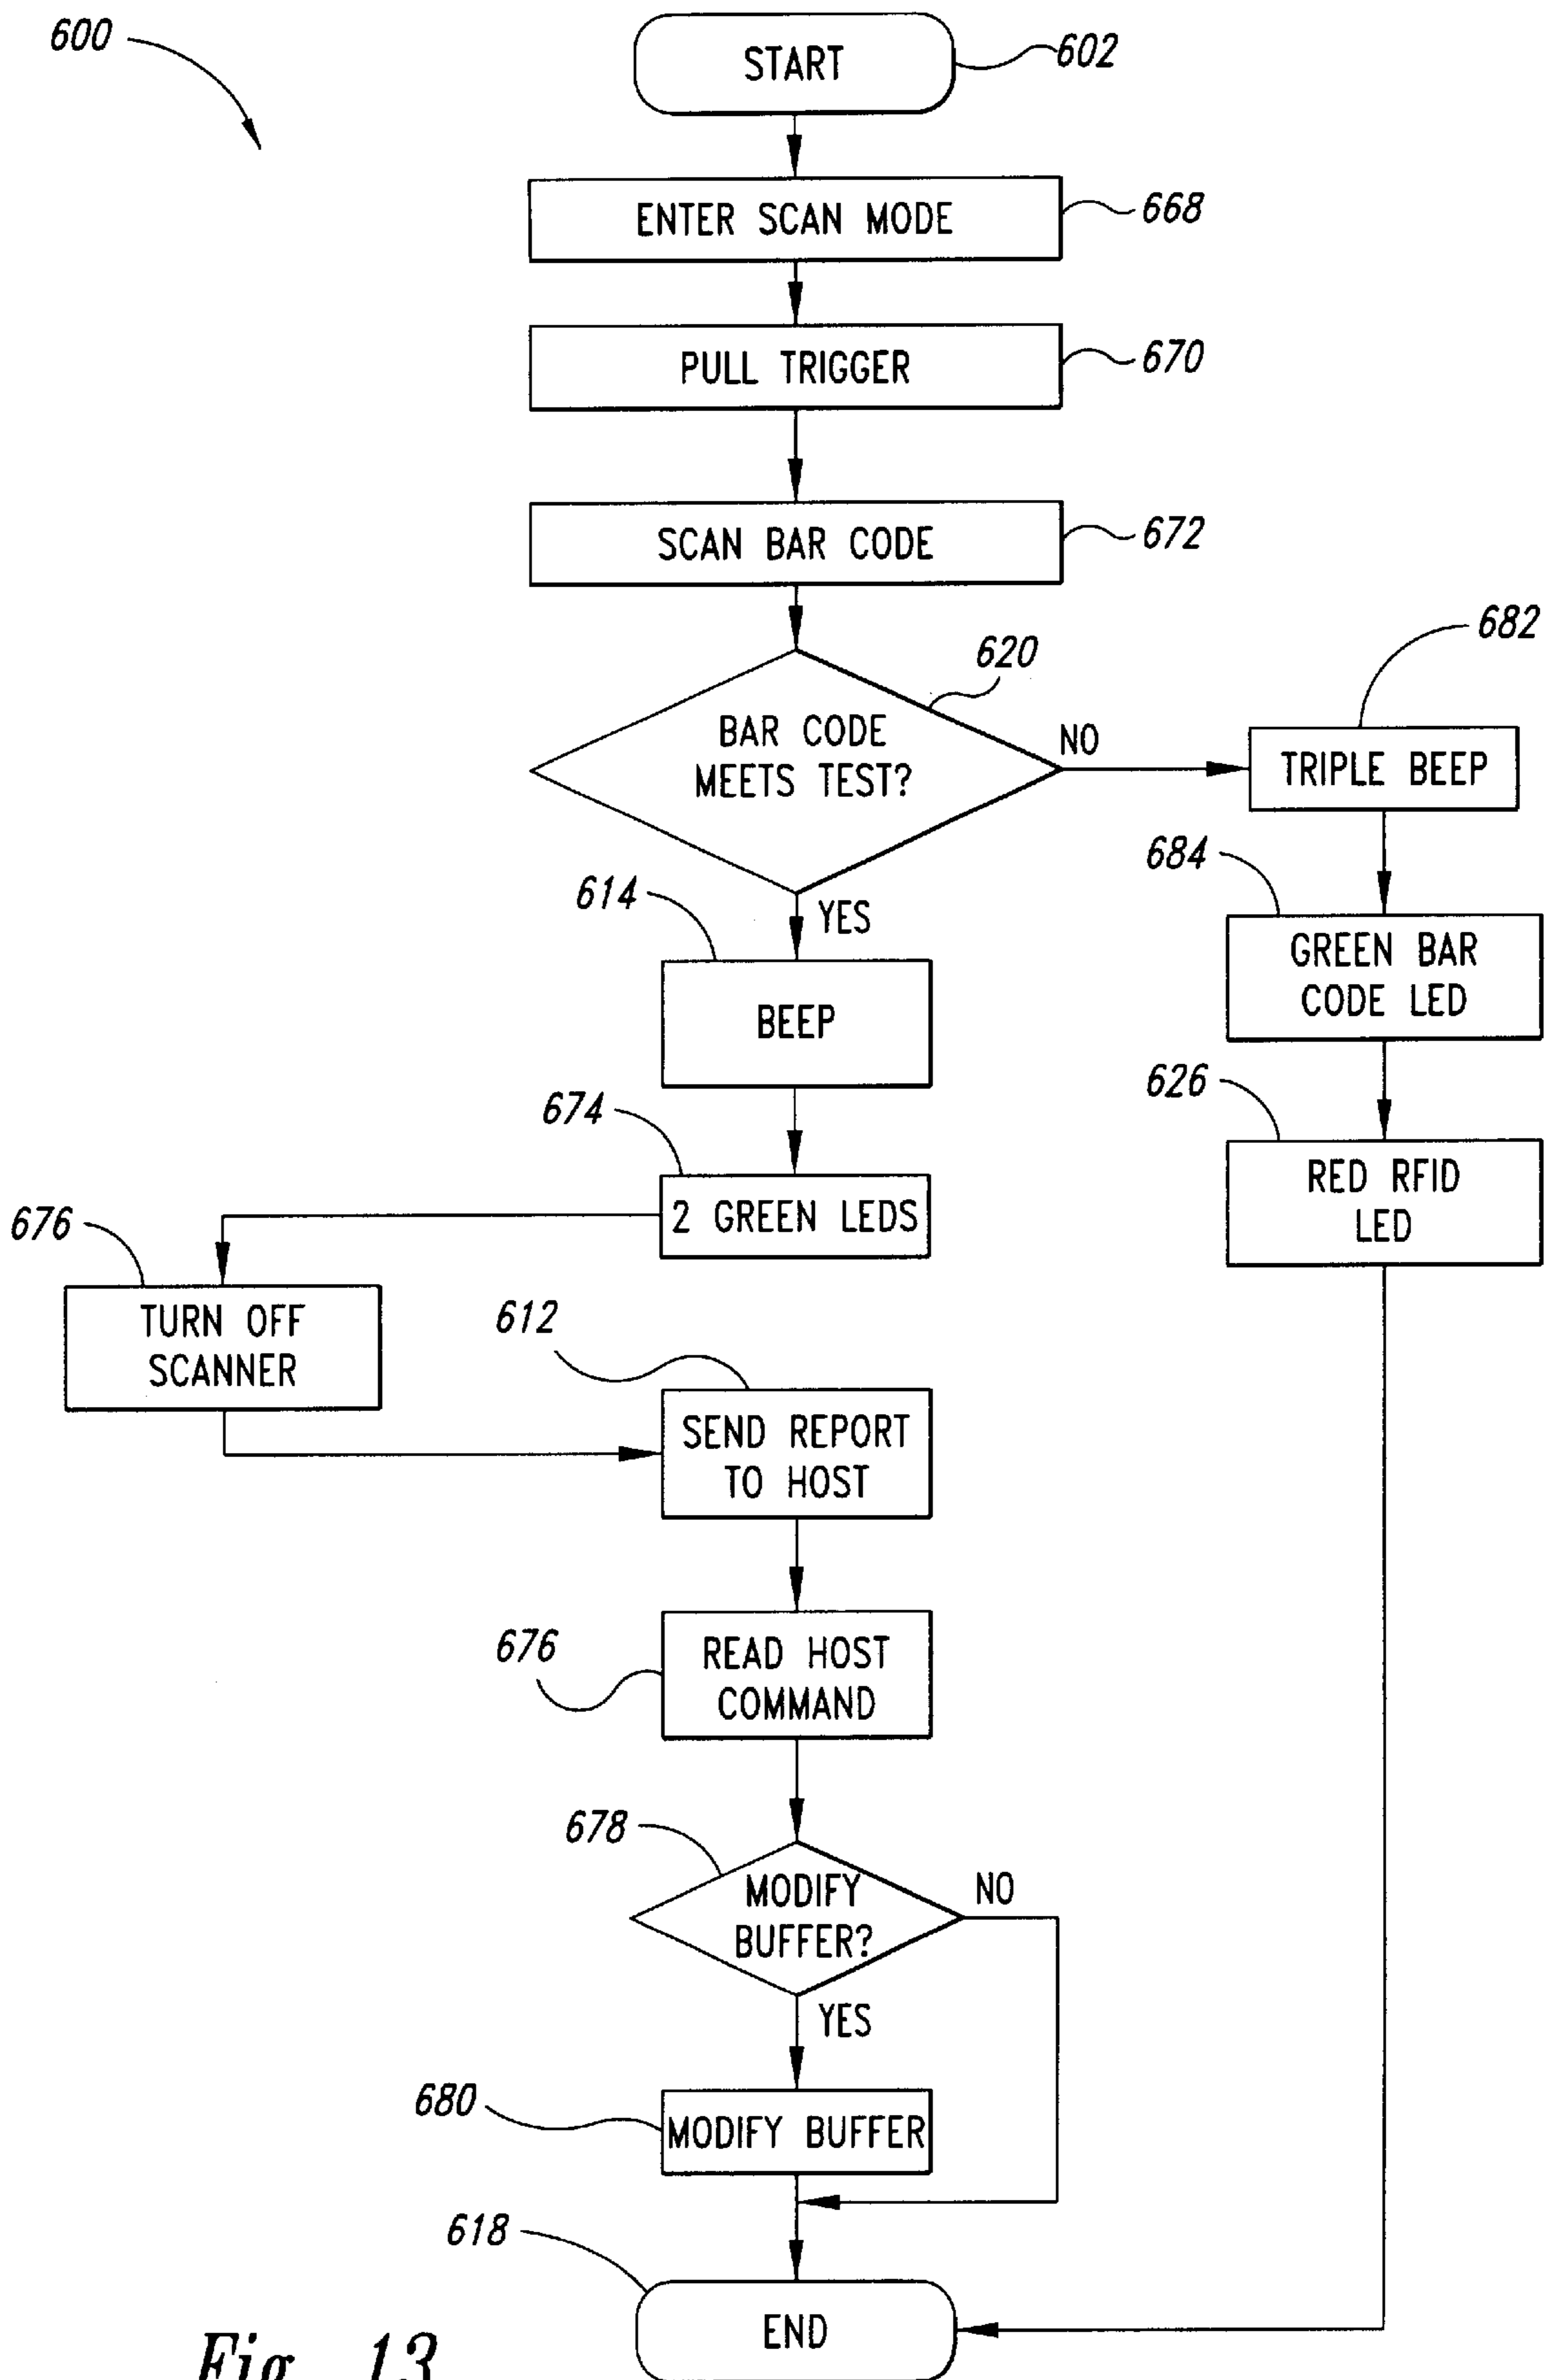 600
START
602
ENTER SCAN MODE
668
PULL TRIGGER
670
SCAN BAR CODE
672
BAR CODE
MEETS TEST?
620
NO
682
TRIPLE BEEP
684
GREEN BAR
CODE LED
626
RED RFID
LED
YES
614
BEEP
674
2 GREEN LEDS
676
TURN OFF
SCANNER
612
SEND REPORT
TO HOST
676
READ HOST
COMMAND
678
MODIFY
BUFFER?
NO
YES
680
MODIFY BUFFER
618
END
Fig. 13